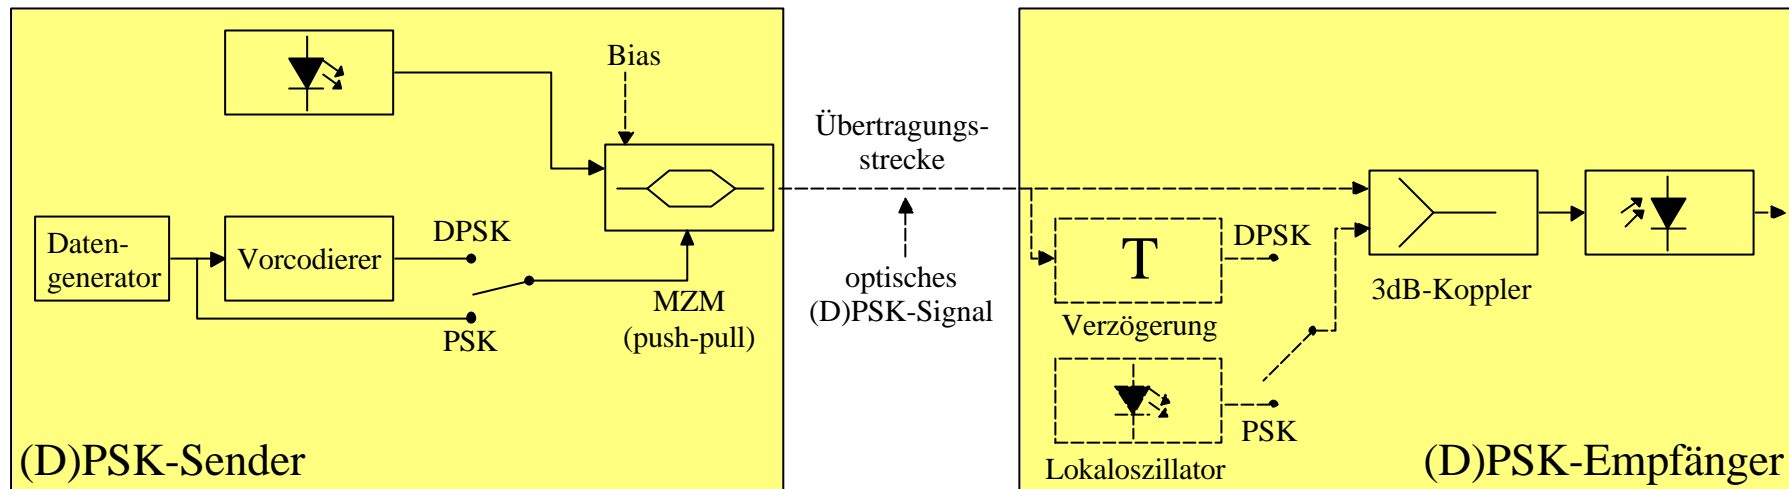 Bias
Daten-
generator
Vorcodierer
DPSK
PSK
MZM
(push-pull)
(D)PSK-Sender
Übertragungs-
strecke
optisches
(D)PSK-Signal
T
Verzögerung
DPSK
3dB-Koppler
PSK
Lokaloszillator
(D)PSK-Empfänger